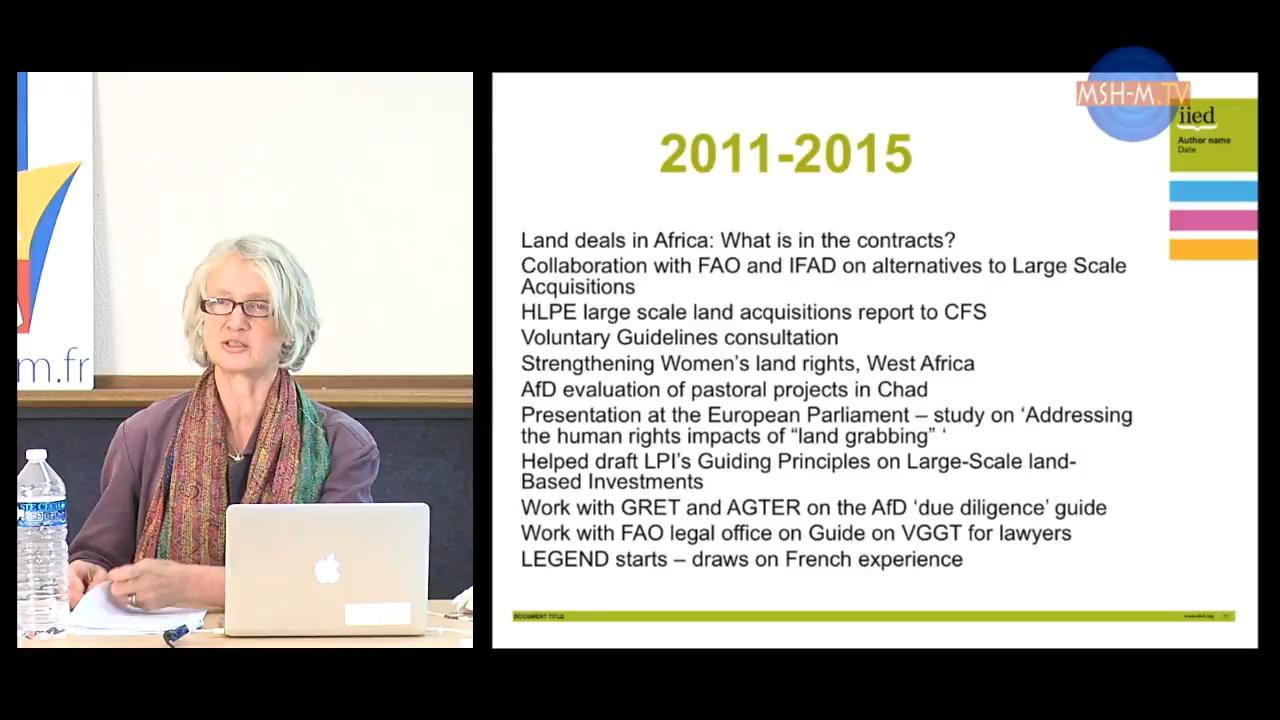 MSH-M.TV
iied
Author name
Date
2011-2015
Land deals in Africa: What is in the contracts?
Collaboration with FAO and IFAD on alternatives to Large Scale
Acquisitions
HLPE large scale land acquisitions report to CFS
Voluntary Guidelines consultation
Strengthening Women’s land rights, West Africa
AfD evaluation of pastoral projects in Chad
Presentation at the European Parliament – study on ‘Addressing
the human rights impacts of “land grabbing” ‘
Helped draft LPI’s Guiding Principles on Large-Scale land-
Based Investments
Work with GRET and AGTER on the AfD ‘due diligence’ guide
Work with FAO legal office on Guide on VGGT for lawyers
LEGEND starts – draws on French experience
DOCUMENT TITLE
www.iied.org
m.fr